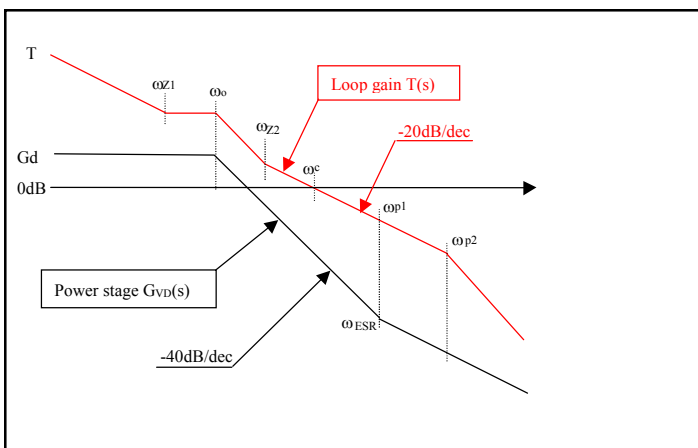 T
ωZ1
ωo
Loop gain T(s)
ωZ2
-20dB/dec
Gd
ωc
0dB
ωp1
ωp2
Power stage GVD(s)
ωESR
-40dB/dec